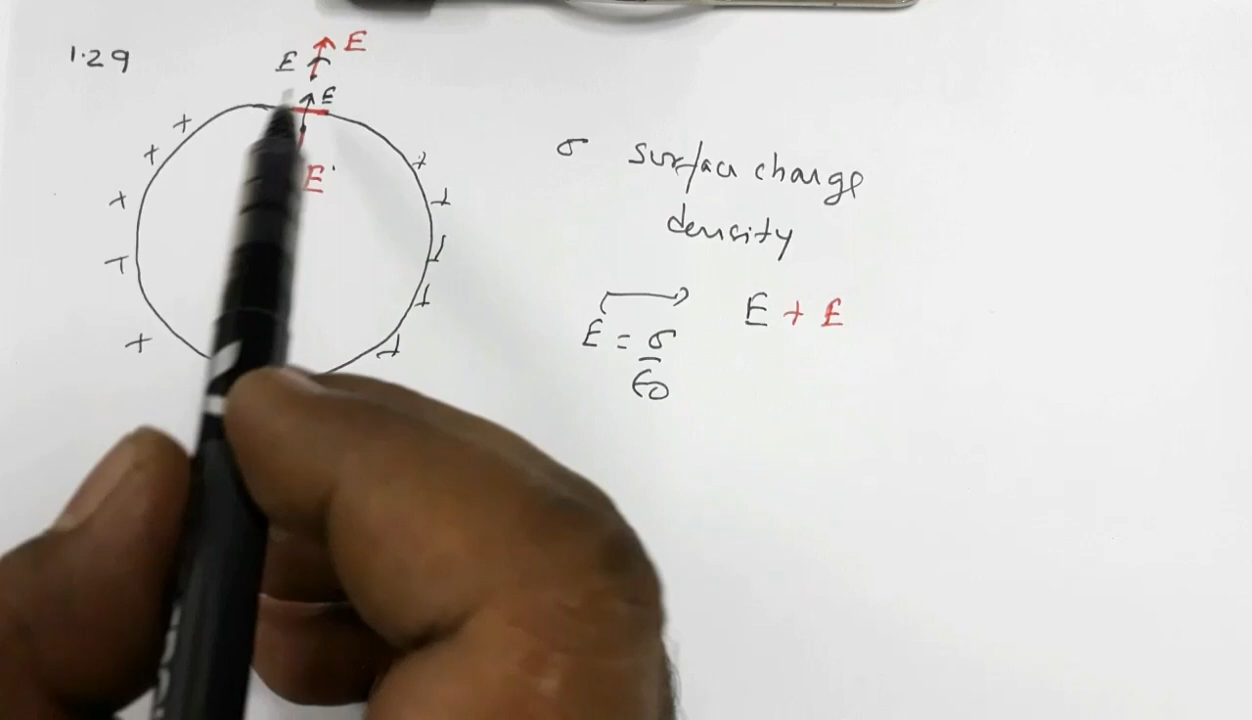 1.29
E E
E
E
+ + + + +
+ + + + +
σ surface charge
density
E = σ/ε0
E + E